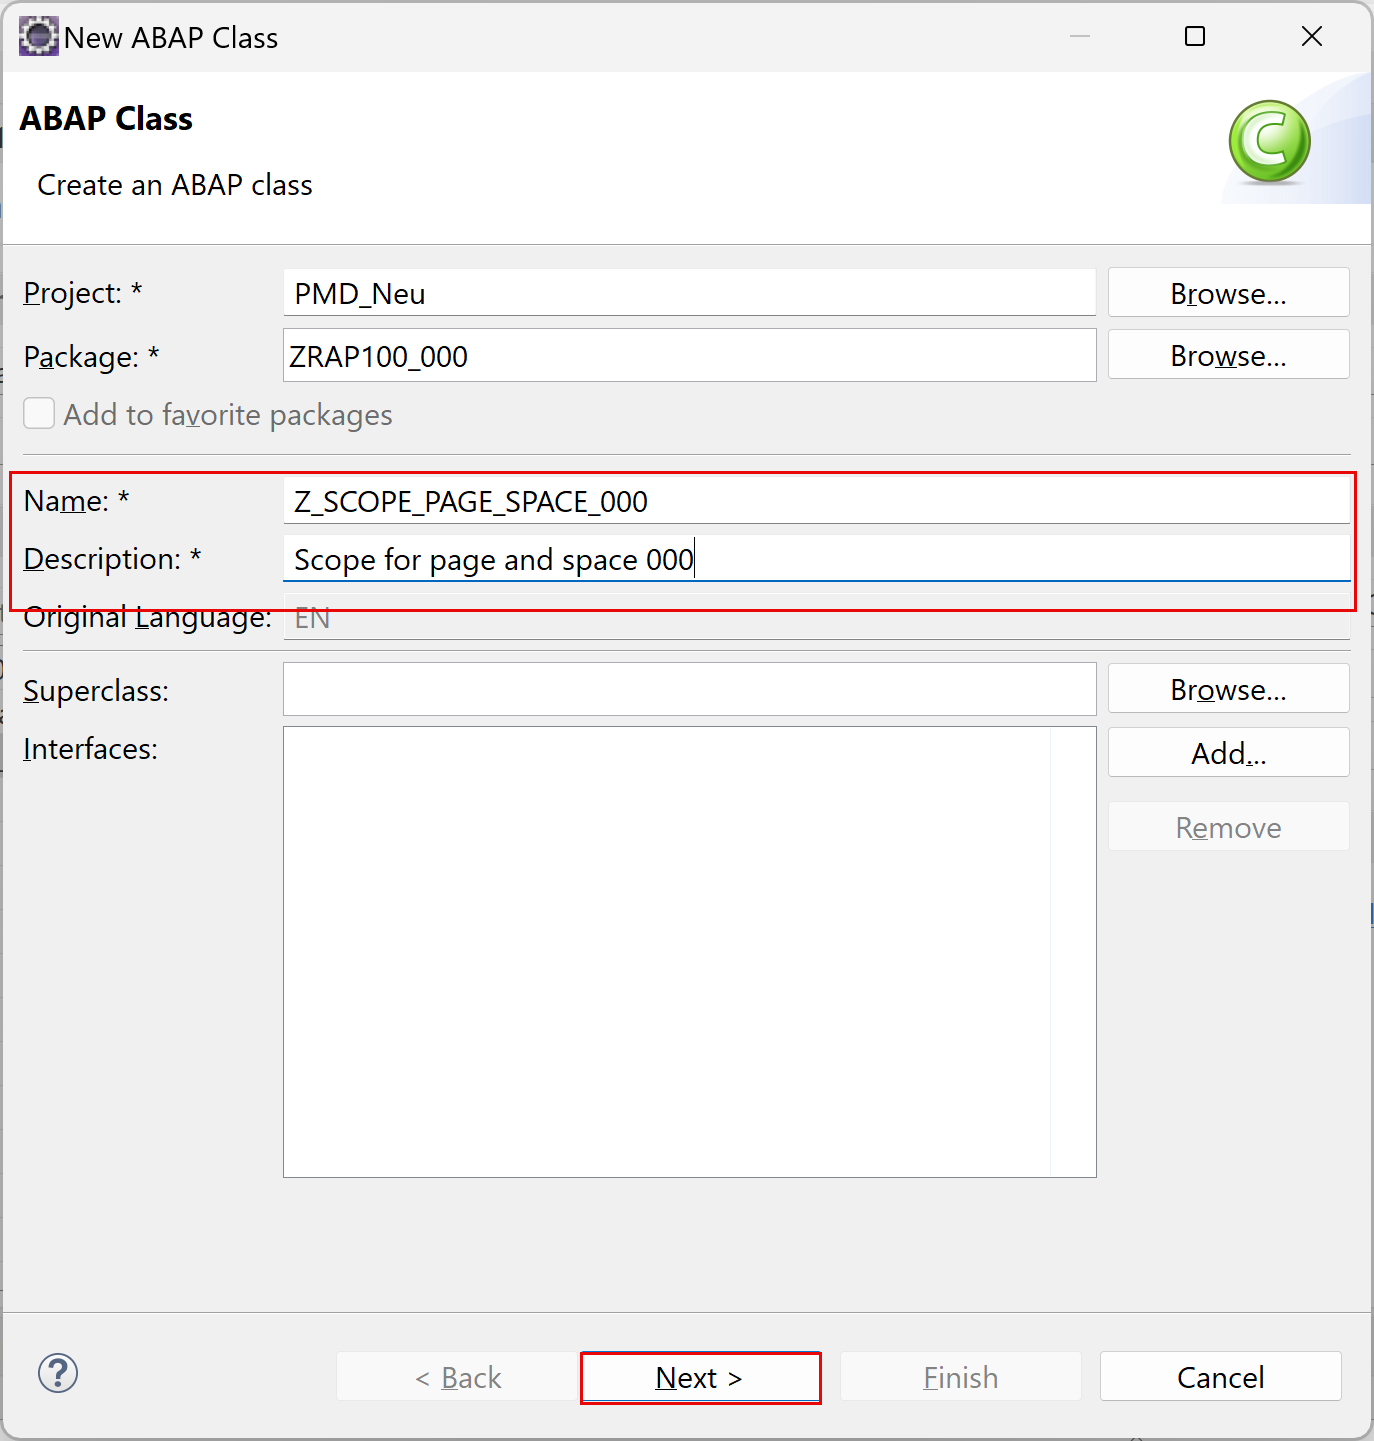 New ABAP Class
ABAP Class
Create an ABAP class
Project: * PMD_Neu Browse...
Package: * ZRAP100_000 Browse...
Add to favorite packages
Name: * Z_SCOPE_PAGE_SPACE_000
Description: * Scope for page and space 000
Original Language: EN
Superclass: Browse...
Interfaces: Add...
Remove
? < Back Next > Finish Cancel